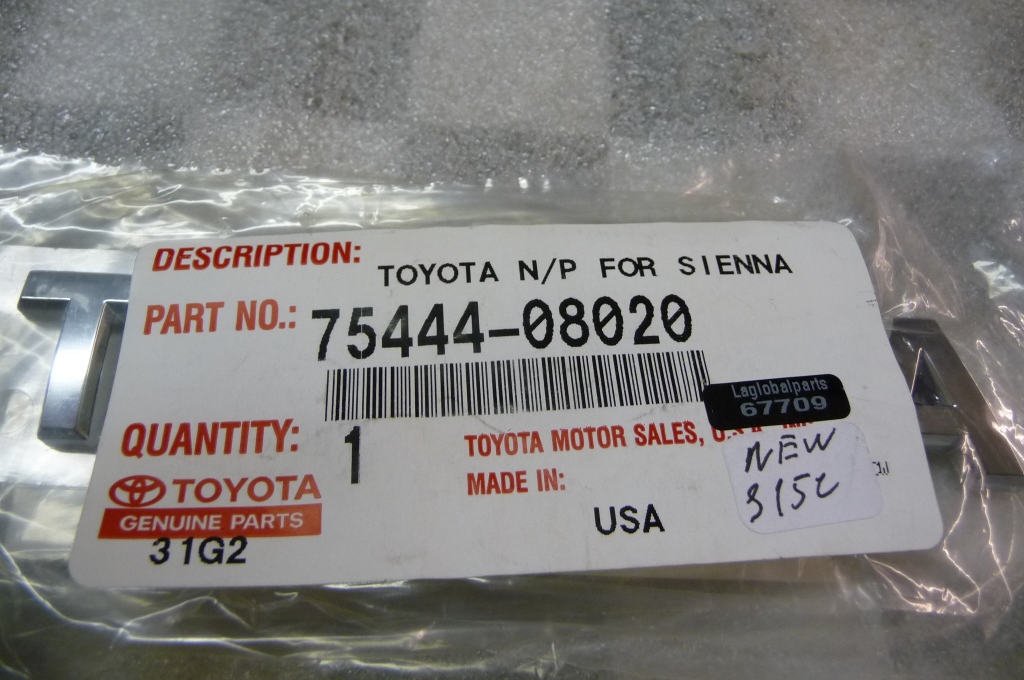 DESCRIPTION: TOYOTA N/P FOR SIENNA
PART NO.: 75444-08020
Laglobalparts
67709
QUANTITY: 1
TOYOTA MOTOR SALES,
MADE IN:
USA
NEW
TOYOTA
GENUINE PARTS
31G2